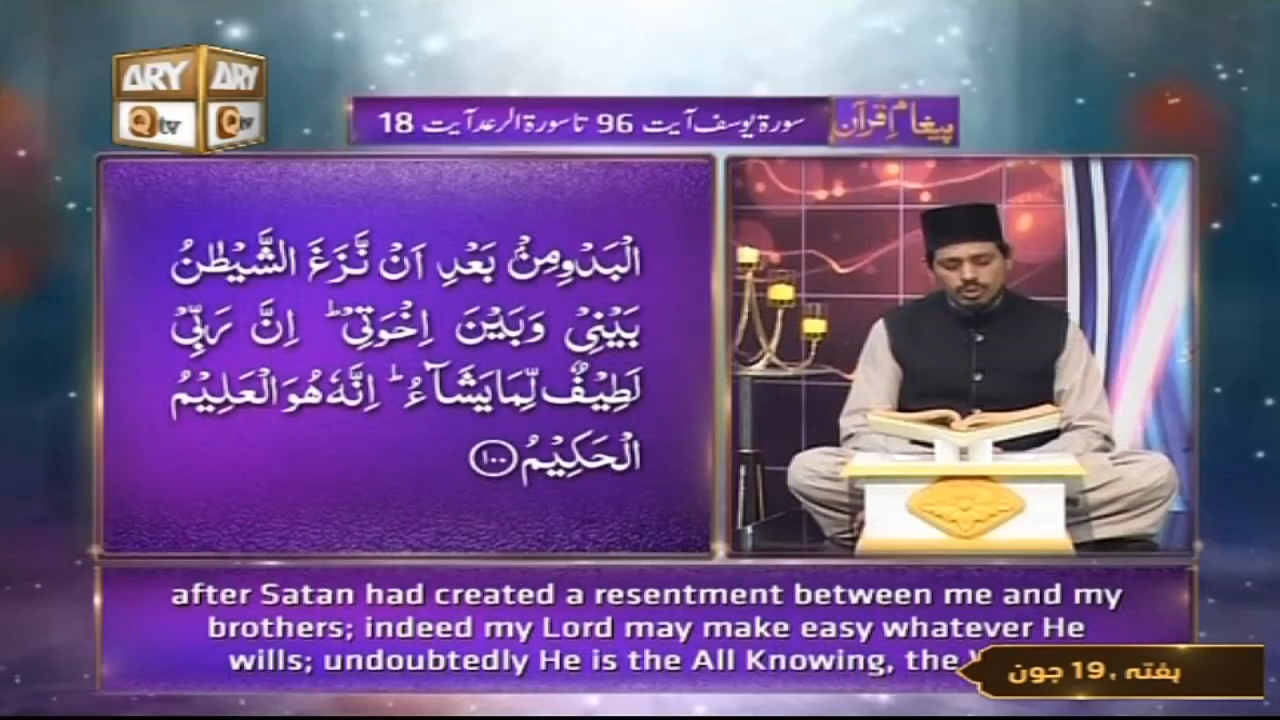 ARY ARY
Qtv Qtv
پیغامِ قرآن
سورۃ یوسف آیت 96 تا سورۃ الرعد آیت 18
الْبَدْوِ مِنْۢ بَعْدِ اَنْ نَّزَغَ الشَّیْطٰنُ
بَیْنِیْ وَبَیْنَ اِخْوَتِیْ ؕ اِنَّ رَبِّیْ
لَطِیْفٌ لِّمَا یَشَآءُ ؕ اِنَّهٗ هُوَ الْعَلِیْمُ
الْحَکِیْمُ ﴿۱۰۰﴾
after Satan had created a resentment between me and my
brothers; indeed my Lord may make easy whatever He
wills; undoubtedly He is the All Knowing, the
ہفتہ ، 19 جون